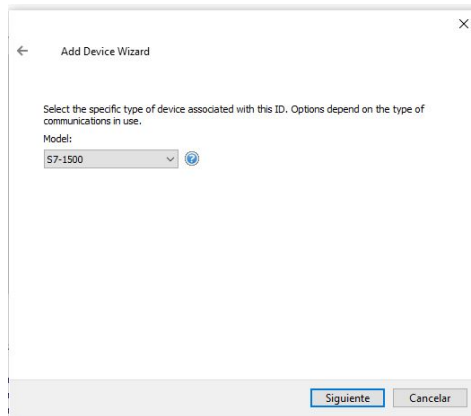 Add Device Wizard
Select the specific type of device associated with this ID. Options depend on the type of
communications in use.
Model:
S7-1500
Siguiente
Cancelar